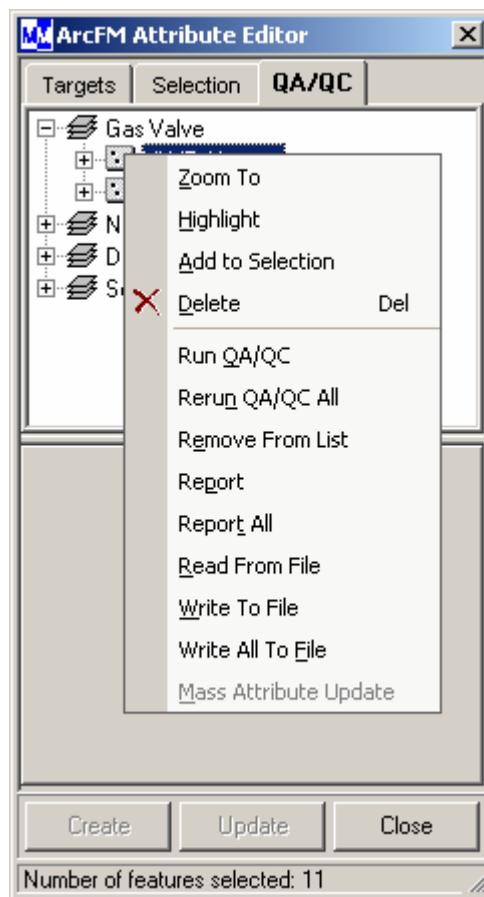 ArcFM Attribute Editor
Targets Selection QA/QC
Gas Valve
Zoom To
Highlight
Add to Selection
Delete Del
Run QA/QC
Rerun QA/QC All
Remove From List
Report
Report All
Read From File
Write To File
Write All To File
Mass Attribute Update
Create Update Close
Number of features selected: 11